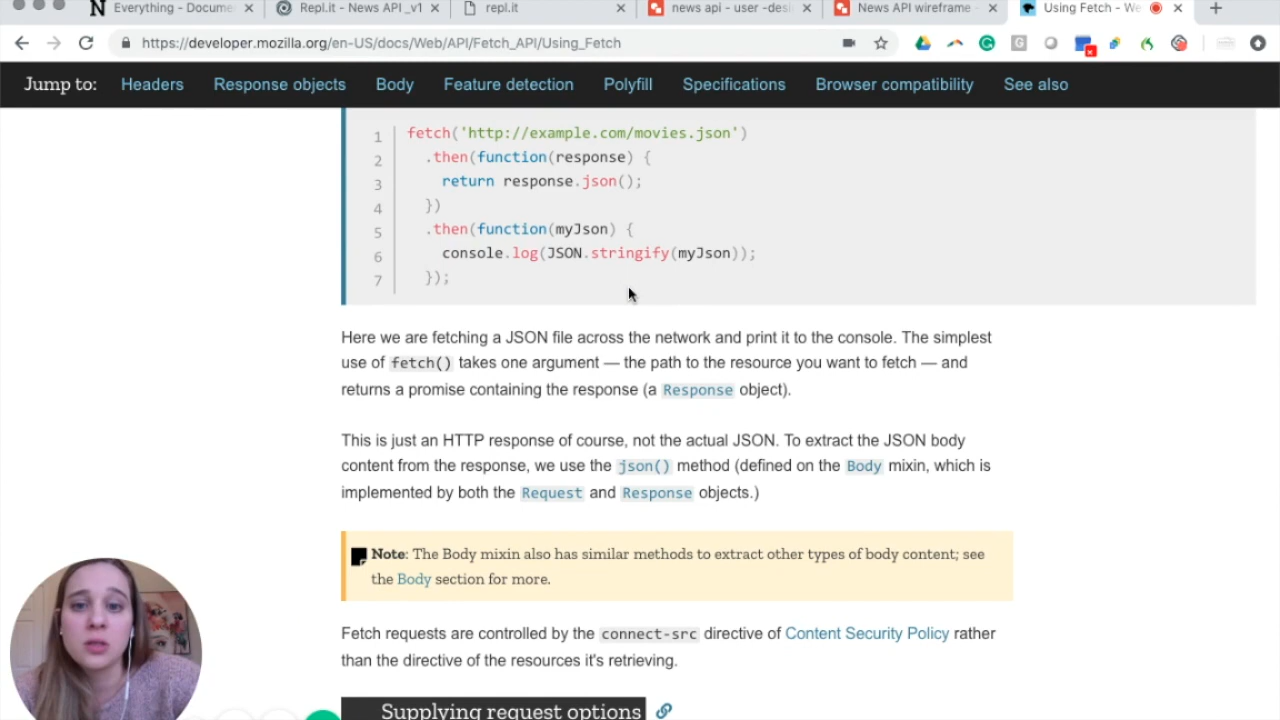 Everything - Docume
Repl.it - News API _v1
repl.it
news api - user -desi
News API wireframe -
Using Fetch - We
https://developer.mozilla.org/en-US/docs/Web/API/Fetch_API/Using_Fetch
Jump to: Headers Response objects Body Feature detection Polyfill Specifications Browser compatibility See also
1 fetch('http://example.com/movies.json')
2 .then(function(response) {
3 return response.json();
4 })
5 .then(function(myJson) {
6 console.log(JSON.stringify(myJson));
7 });
Here we are fetching a JSON file across the network and print it to the console. The simplest
use of fetch() takes one argument — the path to the resource you want to fetch — and
returns a promise containing the response (a Response object).
This is just an HTTP response of course, not the actual JSON. To extract the JSON body
content from the response, we use the json() method (defined on the Body mixin, which is
implemented by both the Request and Response objects.)
Note: The Body mixin also has similar methods to extract other types of body content; see
the Body section for more.
Fetch requests are controlled by the connect-src directive of Content Security Policy rather
than the directive of the resources it's retrieving.
Supplying request options